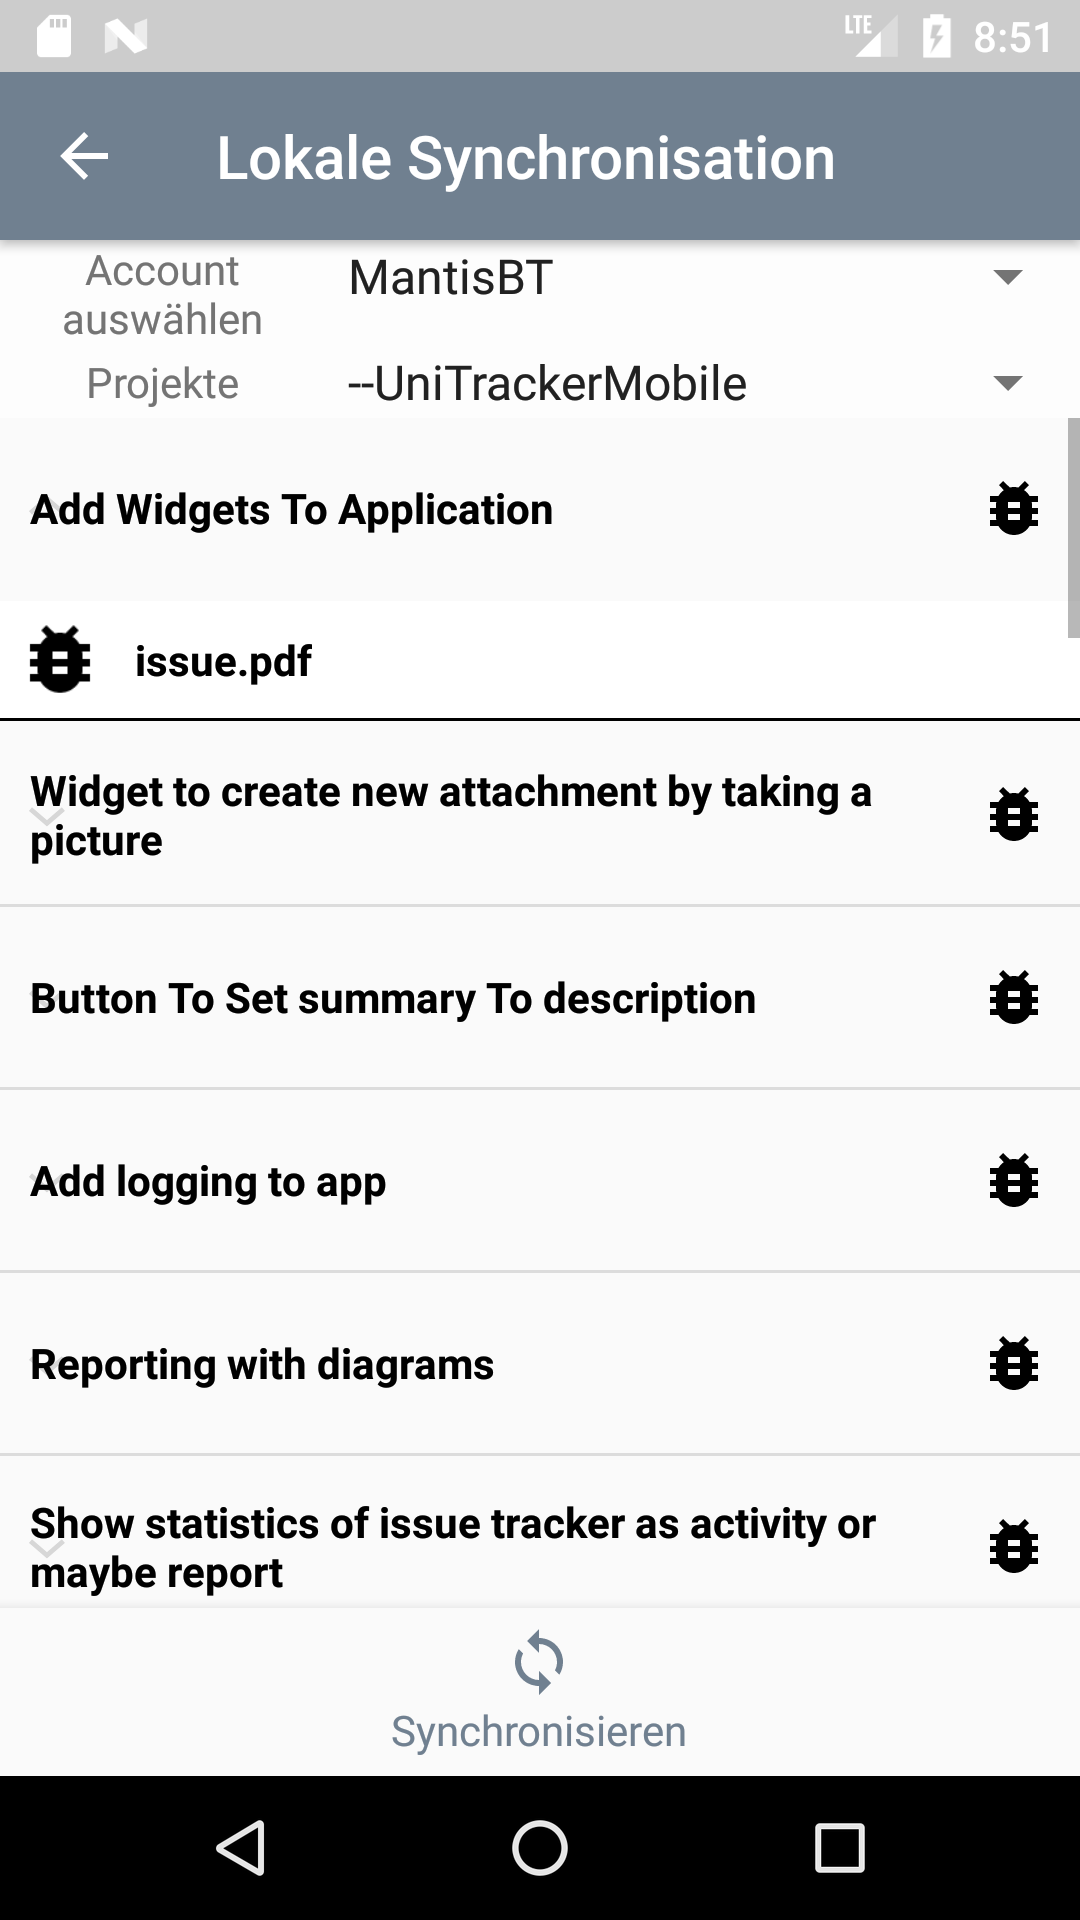 LTE 8:51
Lokale Synchronisation
Account
auswählen
MantisBT
Projekte
--UniTrackerMobile
Add Widgets To Application
issue.pdf
Widget to create new attachment by taking a
picture
Button To Set summary To description
Add logging to app
Reporting with diagrams
Show statistics of issue tracker as activity or
maybe report
Synchronisieren